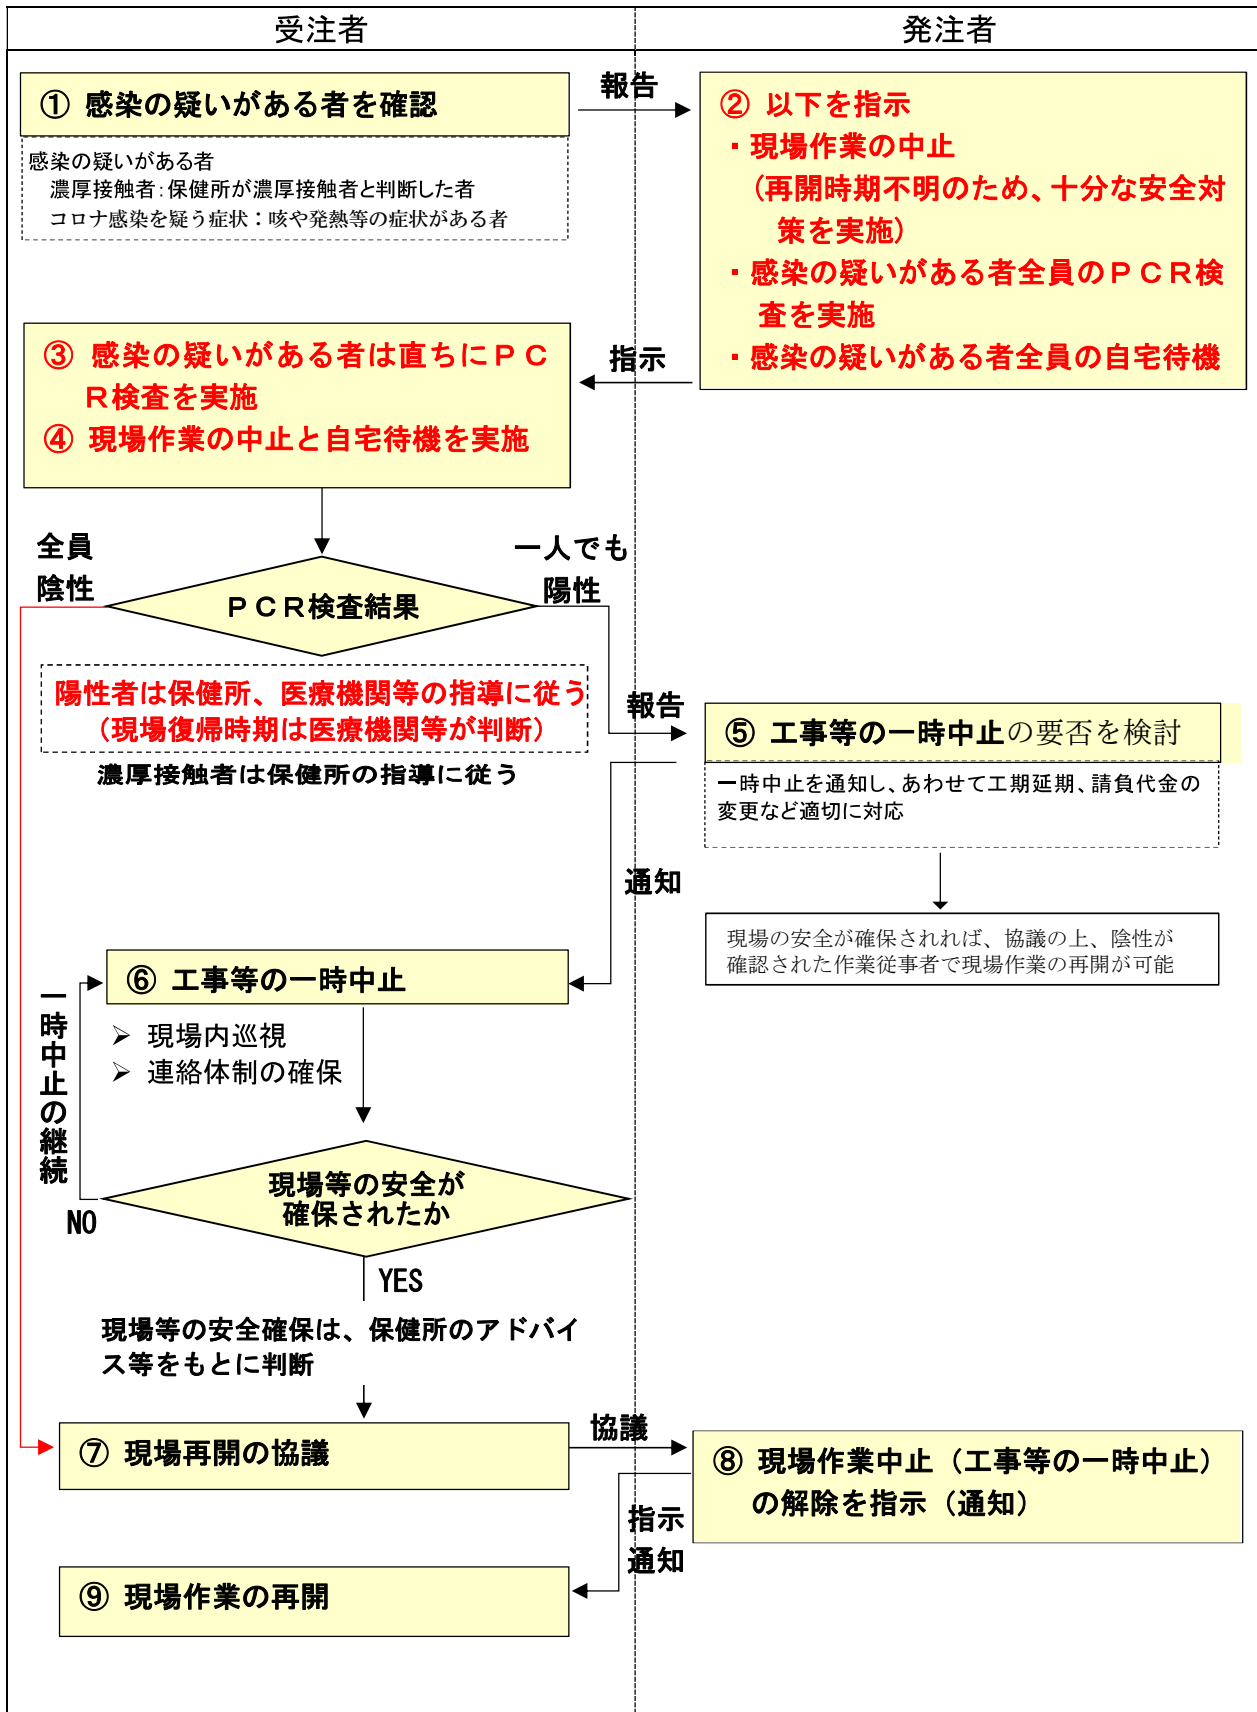 受注者
発注者
① 感染の疑いがある者を確認
報告
感染の疑いがある者
濃厚接触者:保健所が濃厚接触者と判断した者
コロナ感染を疑う症状：咳や発熱等の症状がある者
② 以下を指示
・現場作業の中止
(再開時期不明のため、十分な安全対
策を実施)
・感染の疑いがある者全員のＰＣＲ検
査を実施
・感染の疑いがある者全員の自宅待機
指示
③ 感染の疑いがある者は直ちにＰＣ
Ｒ検査を実施
④ 現場作業の中止と自宅待機を実施
全員
陰性
一人でも
陽性
ＰＣＲ検査結果
陽性者は保健所、医療機関等の指導に従う
（現場復帰時期は医療機関等が判断）
濃厚接触者は保健所の指導に従う
報告
⑤ 工事等の一時中止の要否を検討
一時中止を通知し、あわせて工期延期、請負代金の
変更など適切に対応
通知
現場の安全が確保されれば、協議の上、陰性が
確認された作業従事者で現場作業の再開が可能
⑥ 工事等の一時中止
➢ 現場内巡視
➢ 連絡体制の確保
一時中止の継続
現場等の安全が
確保されたか
NO
YES
現場等の安全確保は、保健所のアドバイ
ス等をもとに判断
⑦ 現場再開の協議
協議
⑧ 現場作業中止（工事等の一時中止）
の解除を指示（通知）
指示
通知
⑨ 現場作業の再開